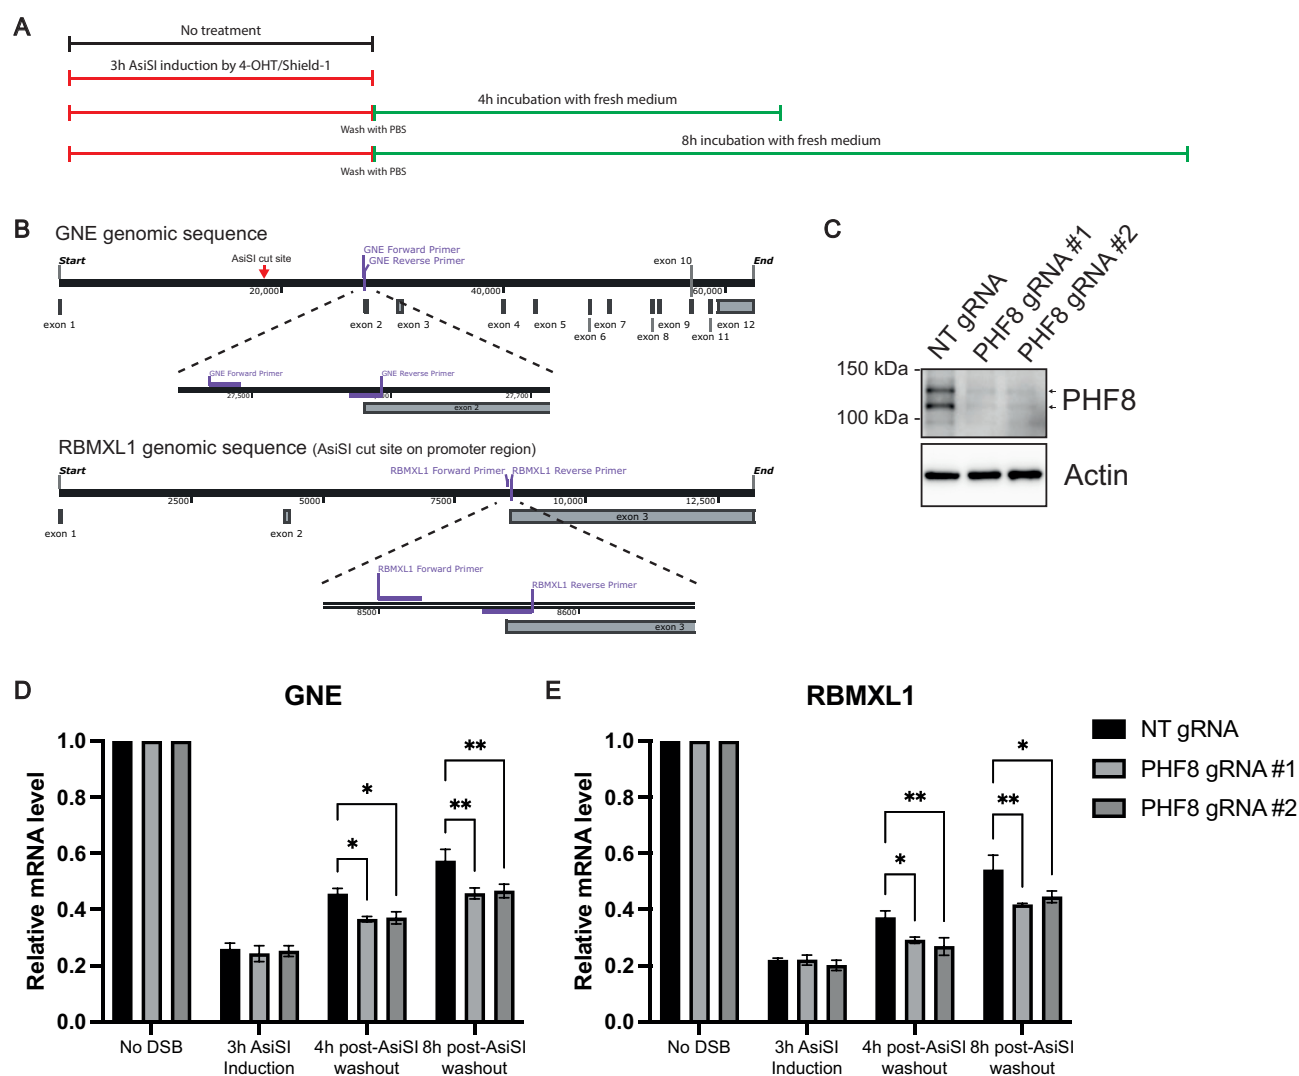 A
No treatment
3h AsiSI induction by 4-OHT/Shield-1
4h incubation with fresh medium
Wash with PBS
8h incubation with fresh medium
Wash with PBS
B
GNE genomic sequence
Start
AsiSI cut site
GNE Forward Primer
GNE Reverse Primer
exon 10
End
20,000
40,000
60,000
exon 1
exon 2
exon 3
exon 4
exon 5
exon 6
exon 7
exon 8
exon 9
exon 11
exon 12
GNE Forward Primer
GNE Reverse Primer
27,500
27,700
exon 2
RBMXL1 genomic sequence (AsiSI cut site on promoter region)
Start
RBMXL1 Forward Primer
RBMXL1 Reverse Primer
End
2500
5000
7500
10,000
12,500
exon 1
exon 2
exon 3
RBMXL1 Forward Primer
RBMXL1 Reverse Primer
8500
8600
exon 3
C
NT gRNA
PHF8 gRNA #1
PHF8 gRNA #2
150 kDa
100 kDa
PHF8
Actin
D
GNE
Relative mRNA level
1.0
0.8
0.6
0.4
0.2
0.0
*
*
**
**
No DSB
3h AsiSI Induction
4h post-AsiSI washout
8h post-AsiSI washout
E
RBMXL1
Relative mRNA level
1.0
0.8
0.6
0.4
0.2
0.0
*
**
**
*
No DSB
3h AsiSI Induction
4h post-AsiSI washout
8h post-AsiSI washout
NT gRNA
PHF8 gRNA #1
PHF8 gRNA #2